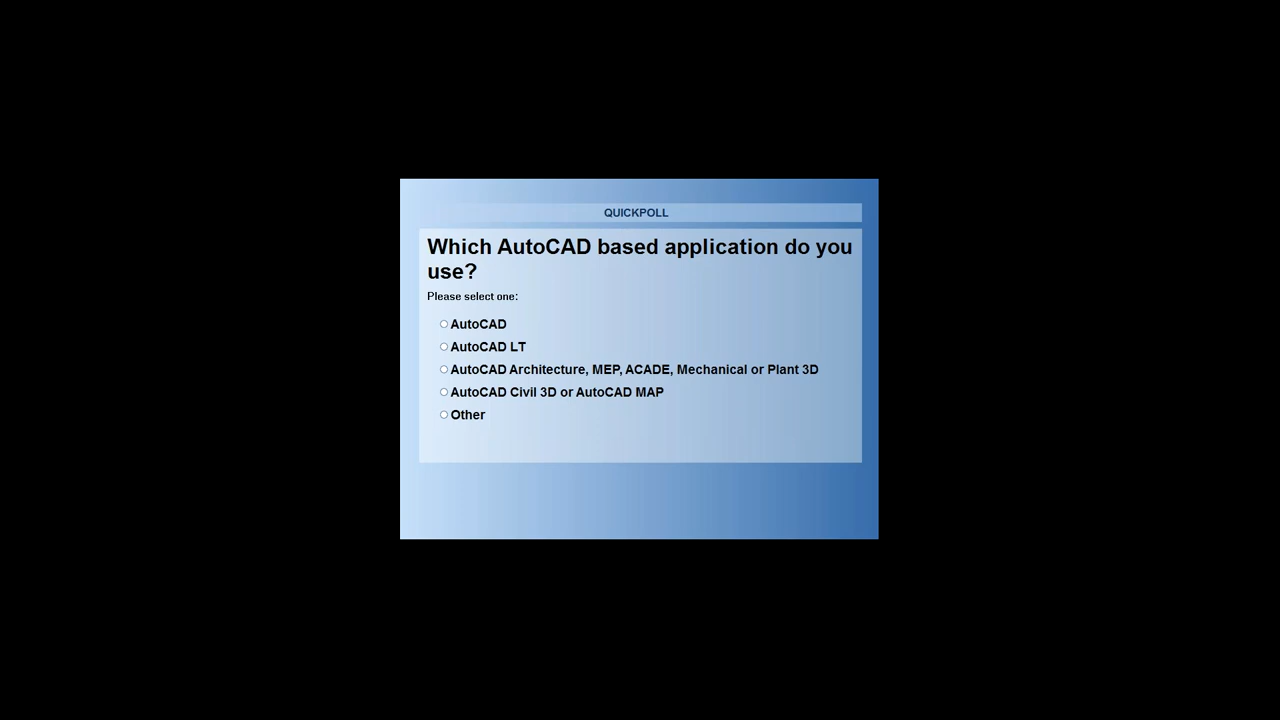 QUICKPOLL
Which AutoCAD based application do you
use?
Please select one:
AutoCAD
AutoCAD LT
AutoCAD Architecture, MEP, ACADE, Mechanical or Plant 3D
AutoCAD Civil 3D or AutoCAD MAP
Other